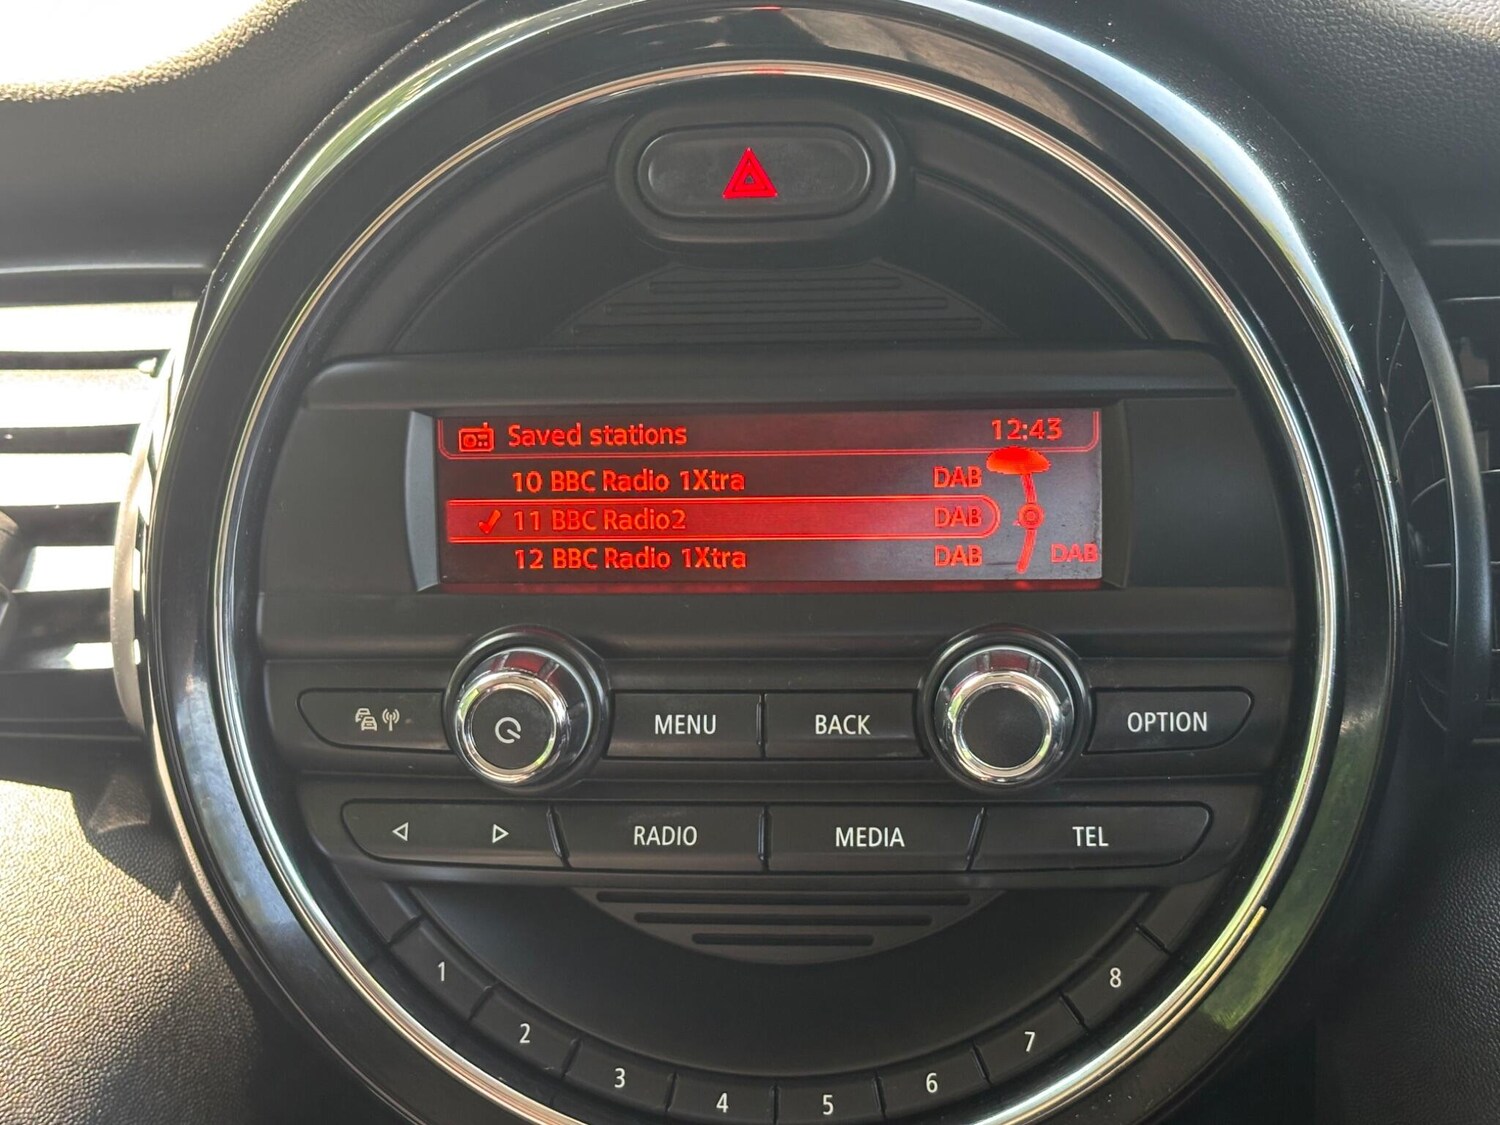 Saved stations 12:43
10 BBC Radio 1Xtra DAB
11 BBC Radio2 DAB
12 BBC Radio 1Xtra DAB DAB
MENU BACK OPTION
RADIO MEDIA TEL
1 2 3 4 5 6 7 8